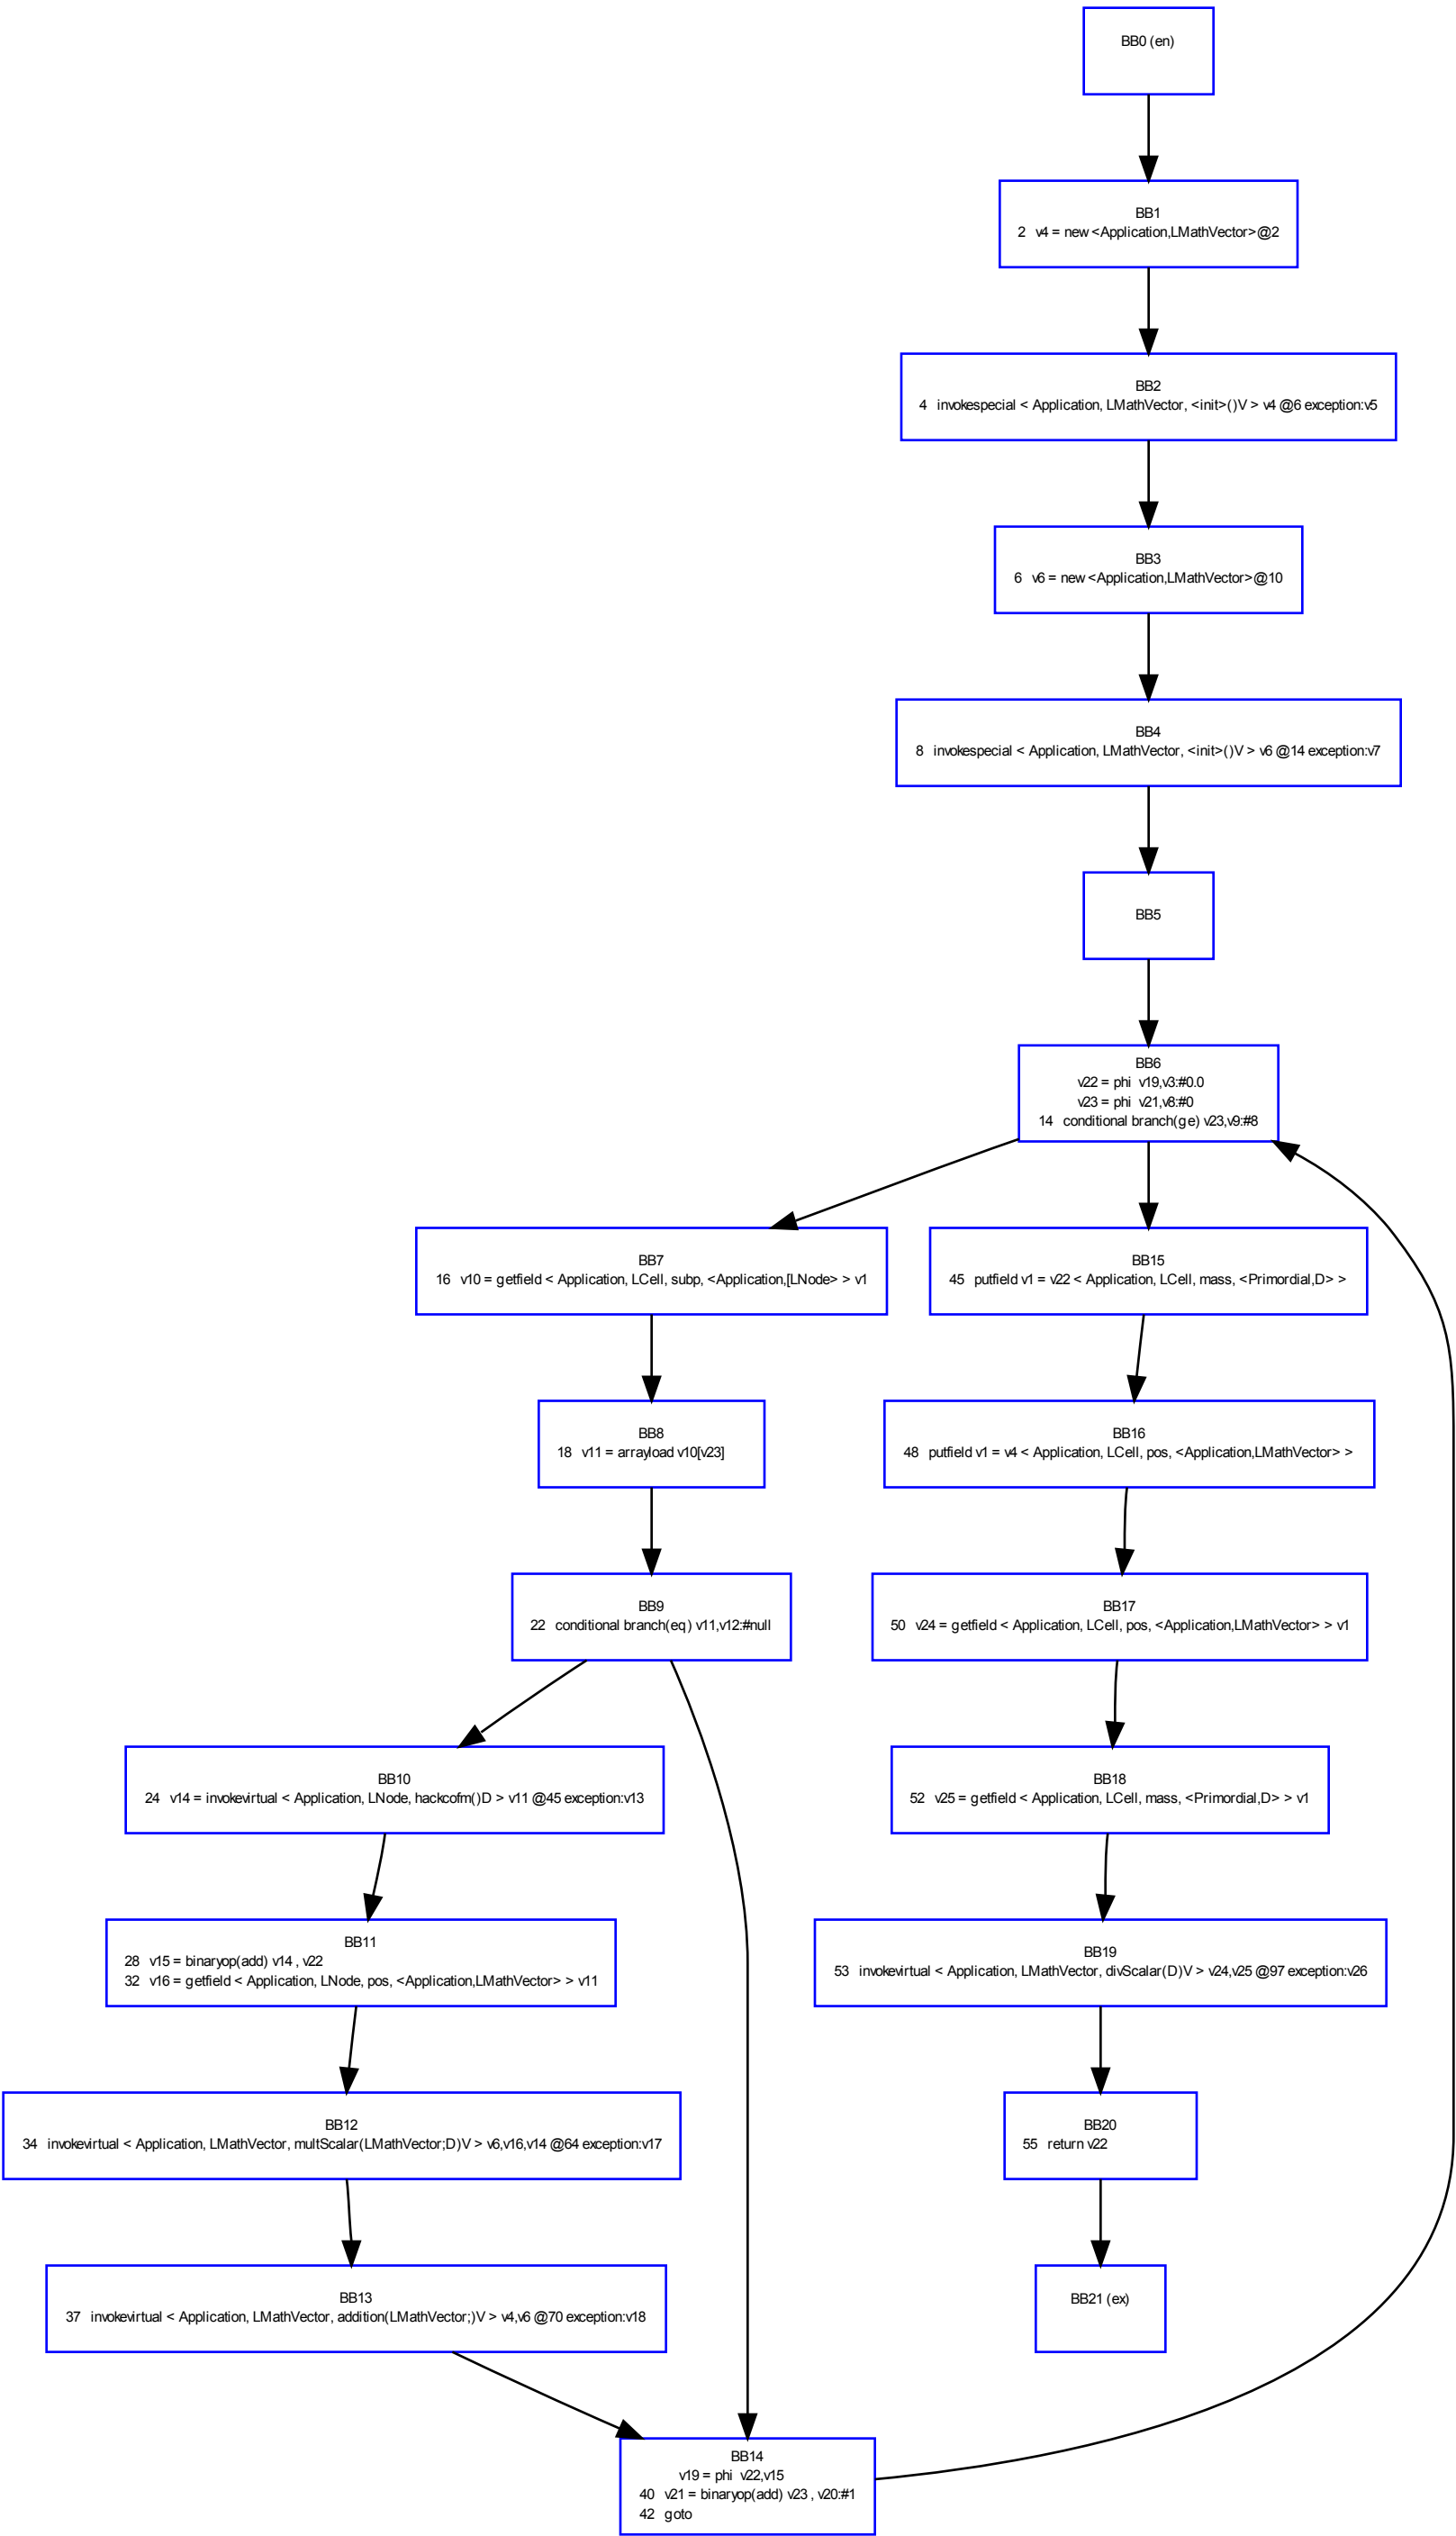 BB0 (en)
BB1
2 v4 = new <Application,LMathVector>@2
BB2
4 invokespecial < Application, LMathVector, <init>()V > v4 @6 exception:v5
BB3
6 v6 = new <Application,LMathVector>@10
BB4
8 invokespecial < Application, LMathVector, <init>()V > v6 @14 exception:v7
BB5
BB6
v22 = phi v19,v3:#0.0
v23 = phi v21,v8:#0
14 conditional branch(ge) v23,v9:#8
BB7
16 v10 = getfield < Application, LCell, subp, <Application,[LNode> > v1
BB15
45 putfield v1 = v22 < Application, LCell, mass, <Primordial,D> >
BB8
18 v11 = arrayload v10[v23]
BB16
48 putfield v1 = v4 < Application, LCell, pos, <Application,LMathVector> >
BB9
22 conditional branch(eq) v11,v12:#null
BB17
50 v24 = getfield < Application, LCell, pos, <Application,LMathVector> > v1
BB10
24 v14 = invokevirtual < Application, LNode, hackcofm()D > v11 @45 exception:v13
BB18
52 v25 = getfield < Application, LCell, mass, <Primordial,D> > v1
BB11
28 v15 = binaryop(add) v14 , v22
32 v16 = getfield < Application, LNode, pos, <Application,LMathVector> > v11
BB19
53 invokevirtual < Application, LMathVector, divScalar(D)V > v24,v25 @97 exception:v26
BB12
34 invokevirtual < Application, LMathVector, multScalar(LMathVector;D)V > v6,v16,v14 @64 exception:v17
BB20
55 return v22
BB13
37 invokevirtual < Application, LMathVector, addition(LMathVector;)V > v4,v6 @70 exception:v18
BB21 (ex)
BB14
v19 = phi v22,v15
40 v21 = binaryop(add) v23 , v20:#1
42 goto